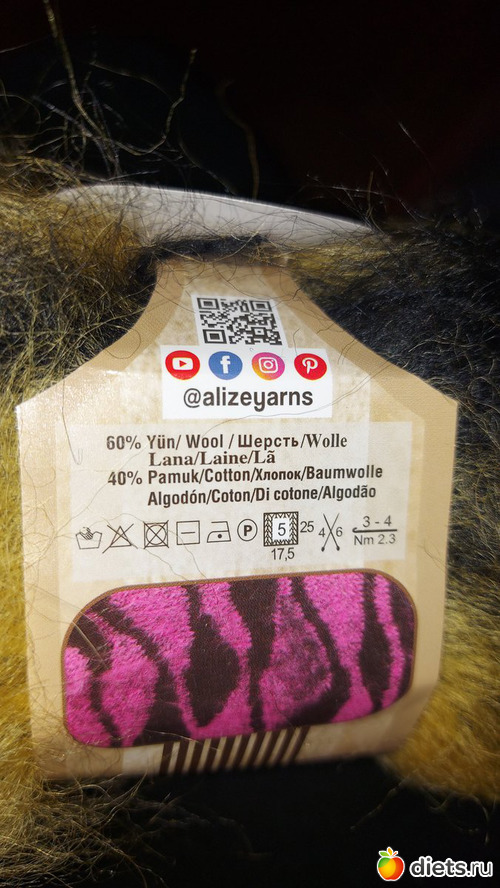 @alizeyarns
60% Yün/ Wool / Шерсть/Wolle
Lana/Laine/Lã
40% Pamuk/Cotton/Хлопок/Baumwolle
Algodón/Coton/Di cotone/Algodão
P 5 25 4 6 3 - 4
17,5 Nm 2.3
diets.ru